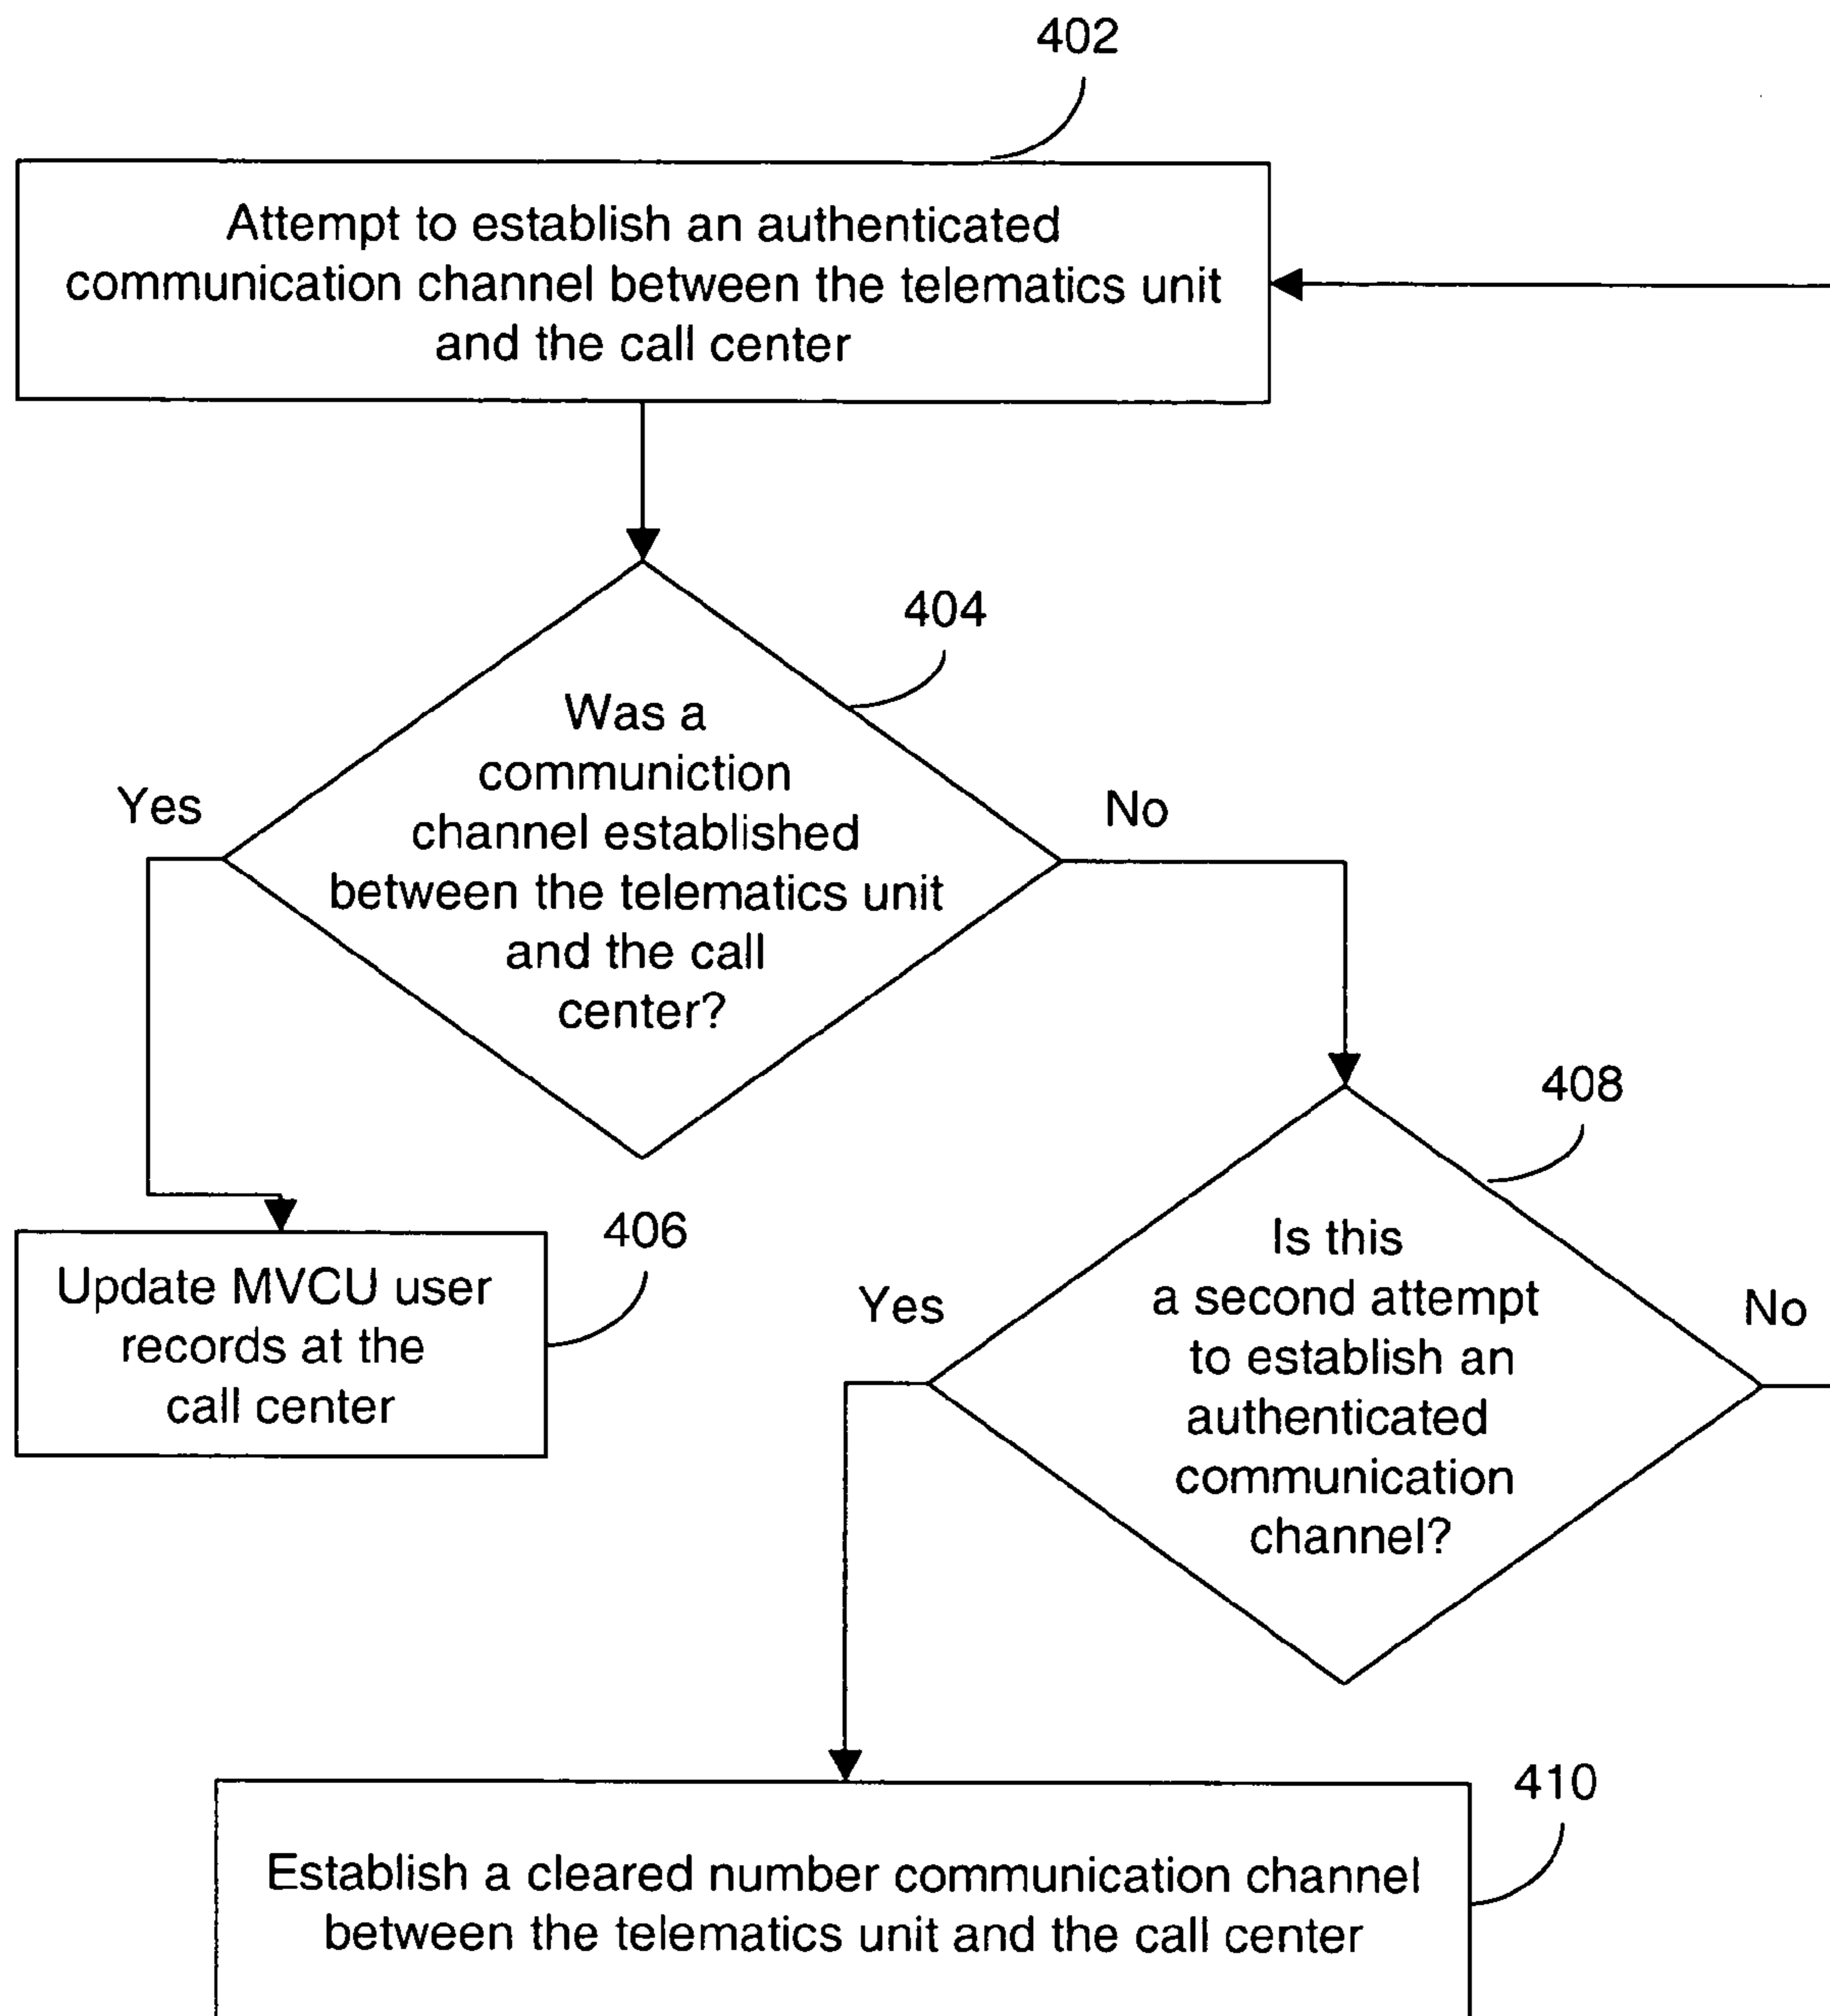 402
Attempt to establish an authenticated
communication channel between the telematics unit
and the call center
404
Was a
communiction
channel established
between the telematics unit
and the call
center?
Yes
No
406
Update MVCU user
records at the
call center
408
Is this
a second attempt
to establish an
authenticated
communication
channel?
Yes
No
410
Establish a cleared number communication channel
between the telematics unit and the call center